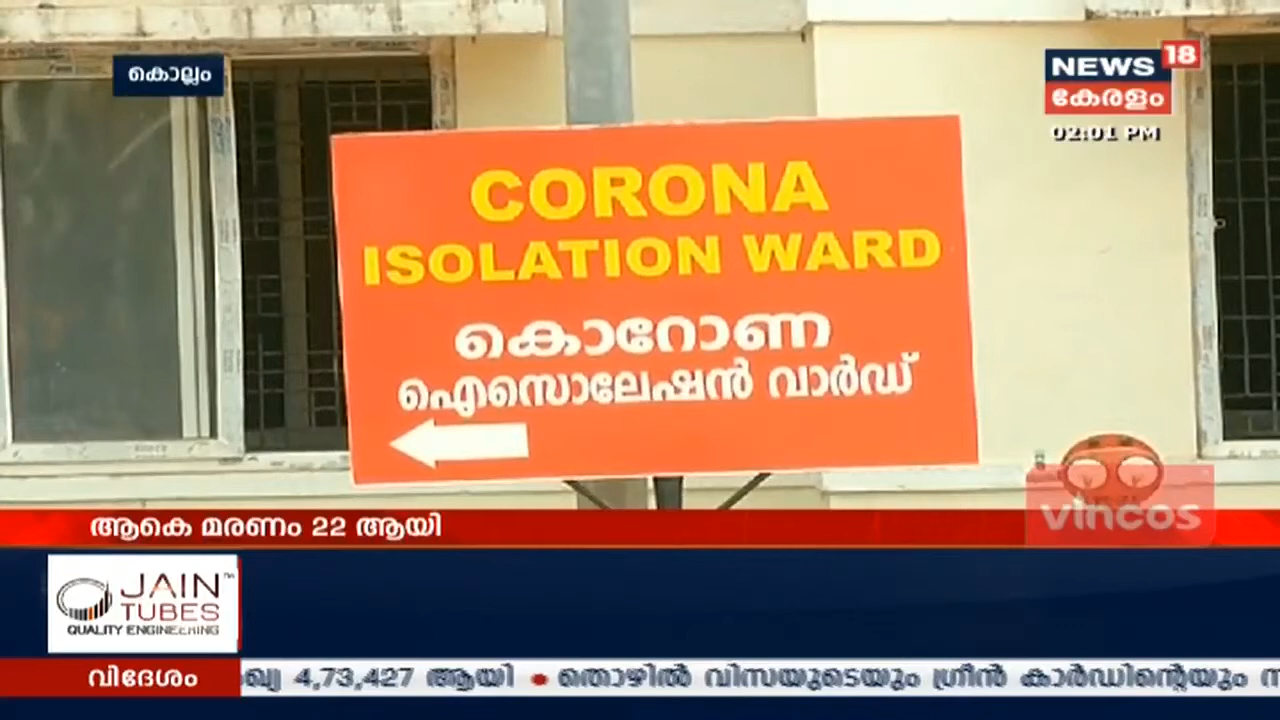 കൊല്ലം
NEWS 18
കേരളം
02:01 PM
CORONA
ISOLATION WARD
കൊറോണ
ഐസൊലേഷൻ വാർഡ്
vincos
ആകെ മരണം 22 ആയി
JAIN
TUBES
QUALITY ENGINEERING
വിദേശം
4,73,427 ആയി • തൊഴിൽ വിസയുടെയും ഗ്രീൻ കാർഡിന്റെയും